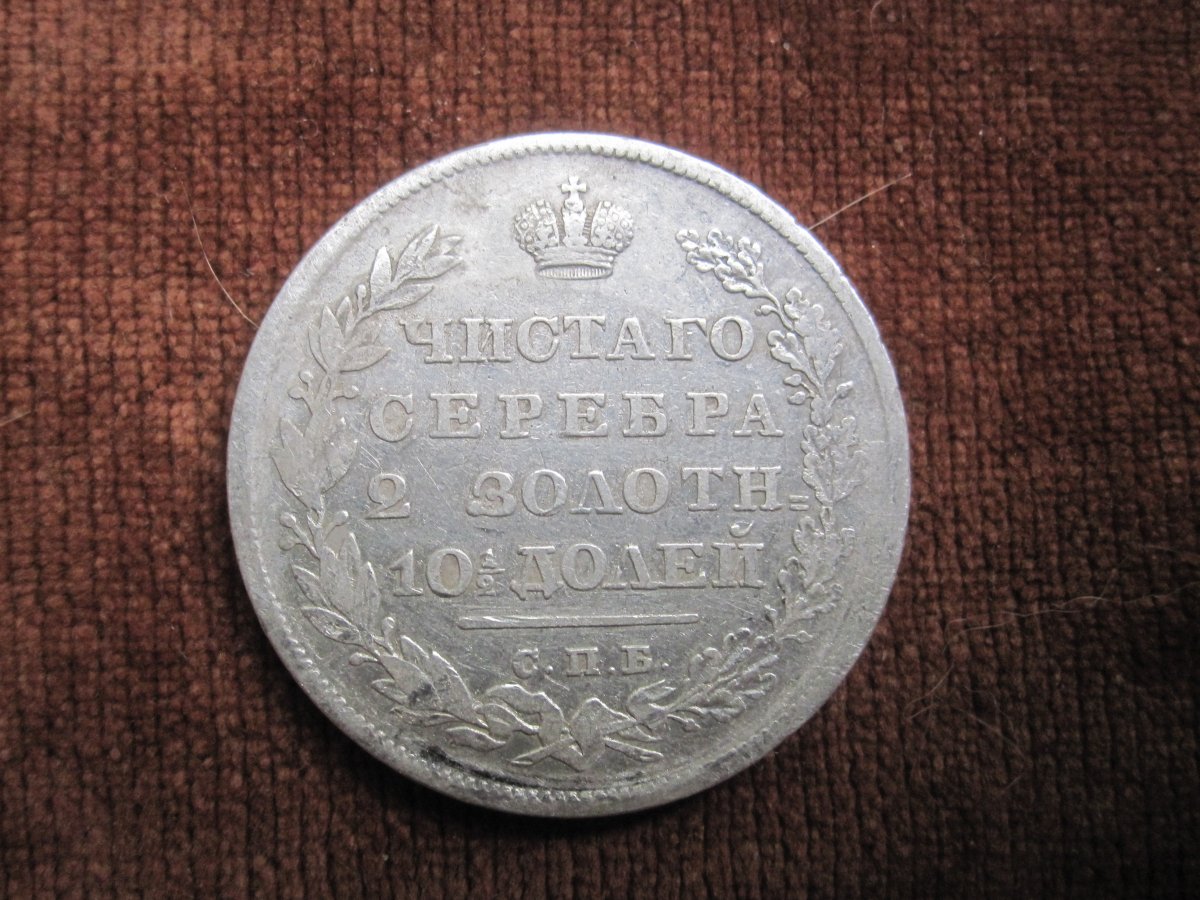 ЧИСТАГО
СЕРЕБРА
2 ЗОЛОТН=
10½ ДОЛЕЙ
С.П.Б.